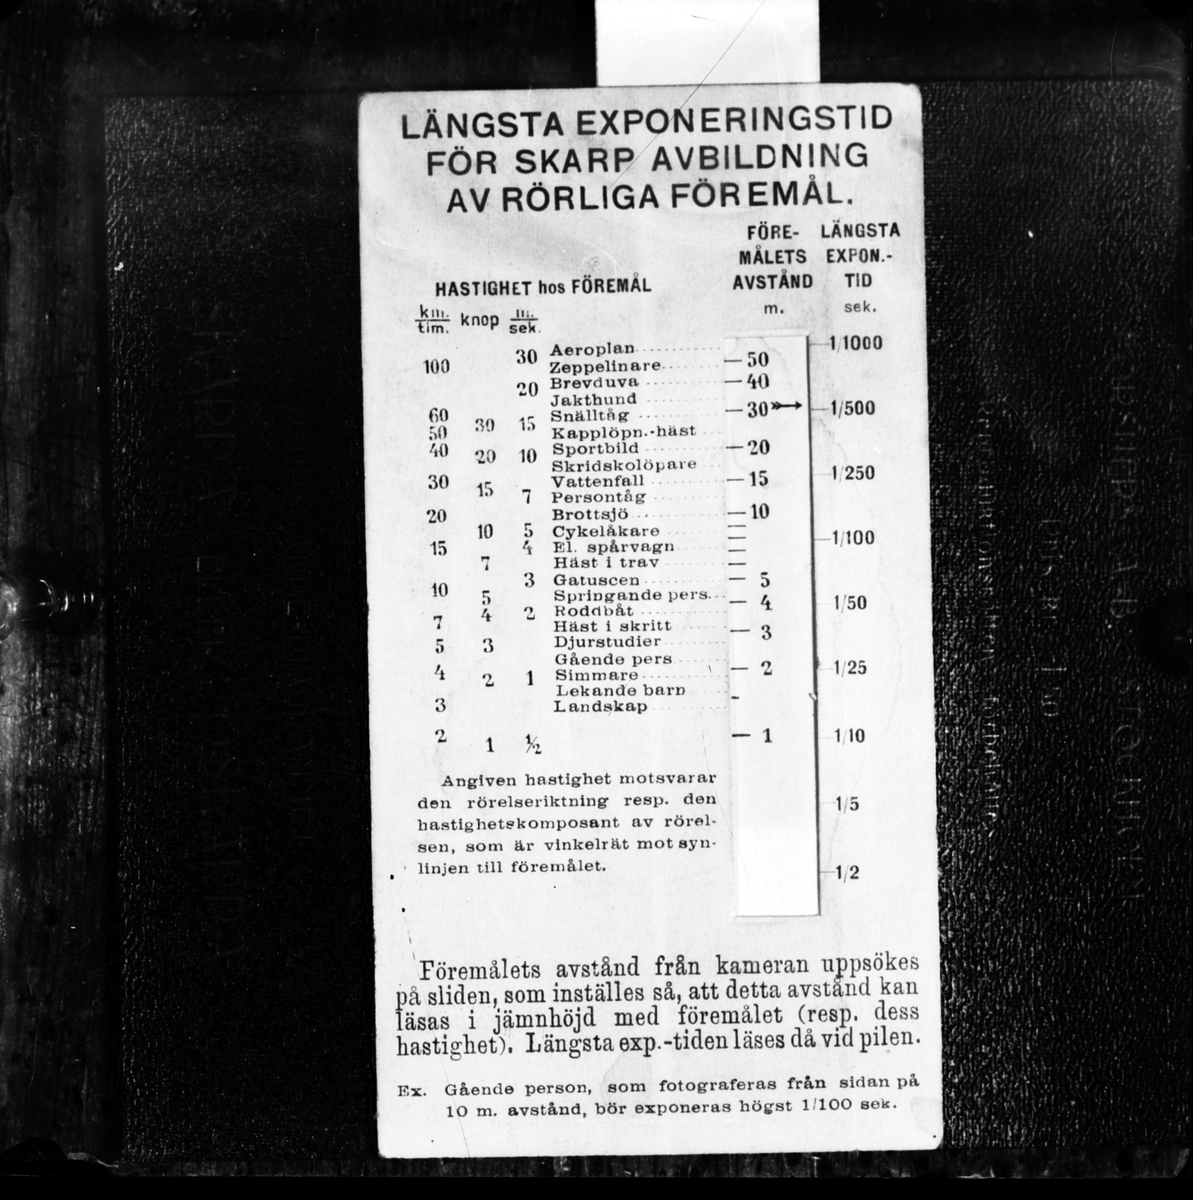 LÄNGSTA EXPONERINGSTID
FÖR SKARP AVBILDNING
AV RÖRLIGA FÖREMÅL.
FÖRE- LÄNGSTA
MÅLETS EXPON.-
HASTIGHET hos FÖREMÅL AVSTÅND TID
km. knop m. m. sek.
tim. sek.
30 Aeroplan 1/1000
100 Zeppelinare 50
20 Brevduva 40
Jakthund
60 Snälltåg 30 1/500
50 30 15 Kapplöpn.-häst
40 20 10 Sportbild 20
Skridskolöpare
30 Vattenfall 15 1/250
15 7 Persontåg
20 Brottsjö 10
10 5 Cykelåkare
15 4 El. spårvagn 1/100
7 Häst i trav
3 Gatuscen 5
10 5 Springande pers. 4 1/50
4 2 Roddbåt
7 Häst i skritt 3
5 3 Djurstudier
Gående pers
4 2 1 Simmare 2 1/25
Lekande barn
3 Landskap
2 1 ½ 1 1/10
Angiven hastighet motsvarar
den rörelseriktning resp. den 1/5
hastighetskomposant av rörel-
sen, som är vinkelrät mot syn-
linjen till föremålet. 1/2
Föremålets avstånd från kameran uppsökes
på sliden, som inställes så, att detta avstånd kan
läsas i jämnhöjd med föremålet (resp. dess
hastighet). Längsta exp.-tiden läses då vid pilen.
Ex. Gående person, som fotograferas från sidan på
10 m. avstånd, bör exponeras högst 1/100 sek.